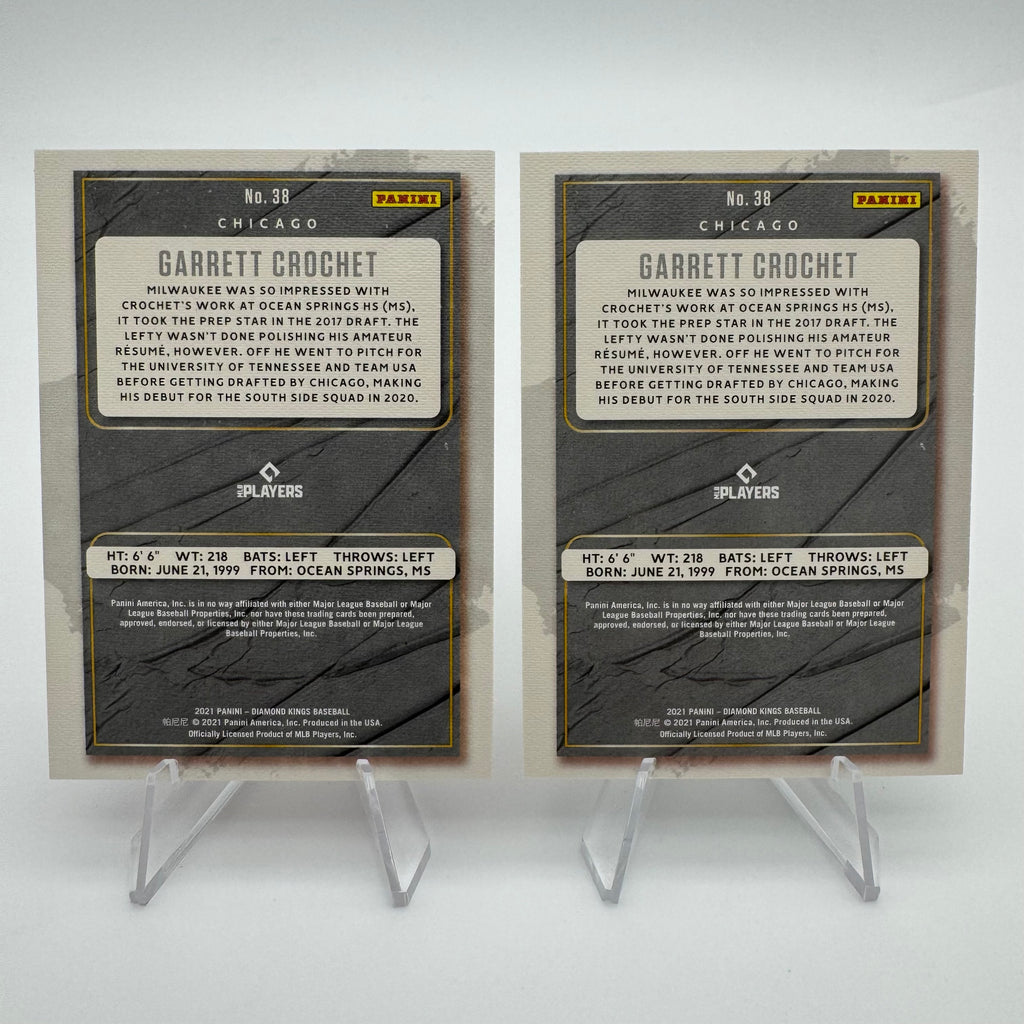 No. 38
PANINI
CHICAGO
GARRETT CROCHET
MILWAUKEE WAS SO IMPRESSED WITH
CROCHET'S WORK AT OCEAN SPRINGS HS (MS),
IT TOOK THE PREP STAR IN THE 2017 DRAFT. THE
LEFTY WASN'T DONE POLISHING HIS AMATEUR
RÉSUMÉ, HOWEVER. OFF HE WENT TO PITCH FOR
THE UNIVERSITY OF TENNESSEE AND TEAM USA
BEFORE GETTING DRAFTED BY CHICAGO, MAKING
HIS DEBUT FOR THE SOUTH SIDE SQUAD IN 2020.
MLB PLAYERS
HT: 6' 6" WT: 218 BATS: LEFT THROWS: LEFT
BORN: JUNE 21, 1999 FROM: OCEAN SPRINGS, MS
Panini America, Inc. is in no way affiliated with either Major League Baseball or Major
League Baseball Properties, Inc. nor have these trading cards been prepared,
approved, endorsed, or licensed by either Major League Baseball or Major League
Baseball Properties, Inc.
2021 PANINI – DIAMOND KINGS BASEBALL
帕尼尼 © 2021 Panini America, Inc. Produced in the USA.
Officially Licensed Product of MLB Players, Inc.
No. 38
PANINI
CHICAGO
GARRETT CROCHET
MILWAUKEE WAS SO IMPRESSED WITH
CROCHET'S WORK AT OCEAN SPRINGS HS (MS),
IT TOOK THE PREP STAR IN THE 2017 DRAFT. THE
LEFTY WASN'T DONE POLISHING HIS AMATEUR
RÉSUMÉ, HOWEVER. OFF HE WENT TO PITCH FOR
THE UNIVERSITY OF TENNESSEE AND TEAM USA
BEFORE GETTING DRAFTED BY CHICAGO, MAKING
HIS DEBUT FOR THE SOUTH SIDE SQUAD IN 2020.
MLB PLAYERS
HT: 6' 6" WT: 218 BATS: LEFT THROWS: LEFT
BORN: JUNE 21, 1999 FROM: OCEAN SPRINGS, MS
Panini America, Inc. is in no way affiliated with either Major League Baseball or Major
League Baseball Properties, Inc. nor have these trading cards been prepared,
approved, endorsed, or licensed by either Major League Baseball or Major League
Baseball Properties, Inc.
2021 PANINI – DIAMOND KINGS BASEBALL
帕尼尼 © 2021 Panini America, Inc. Produced in the USA.
Officially Licensed Product of MLB Players, Inc.